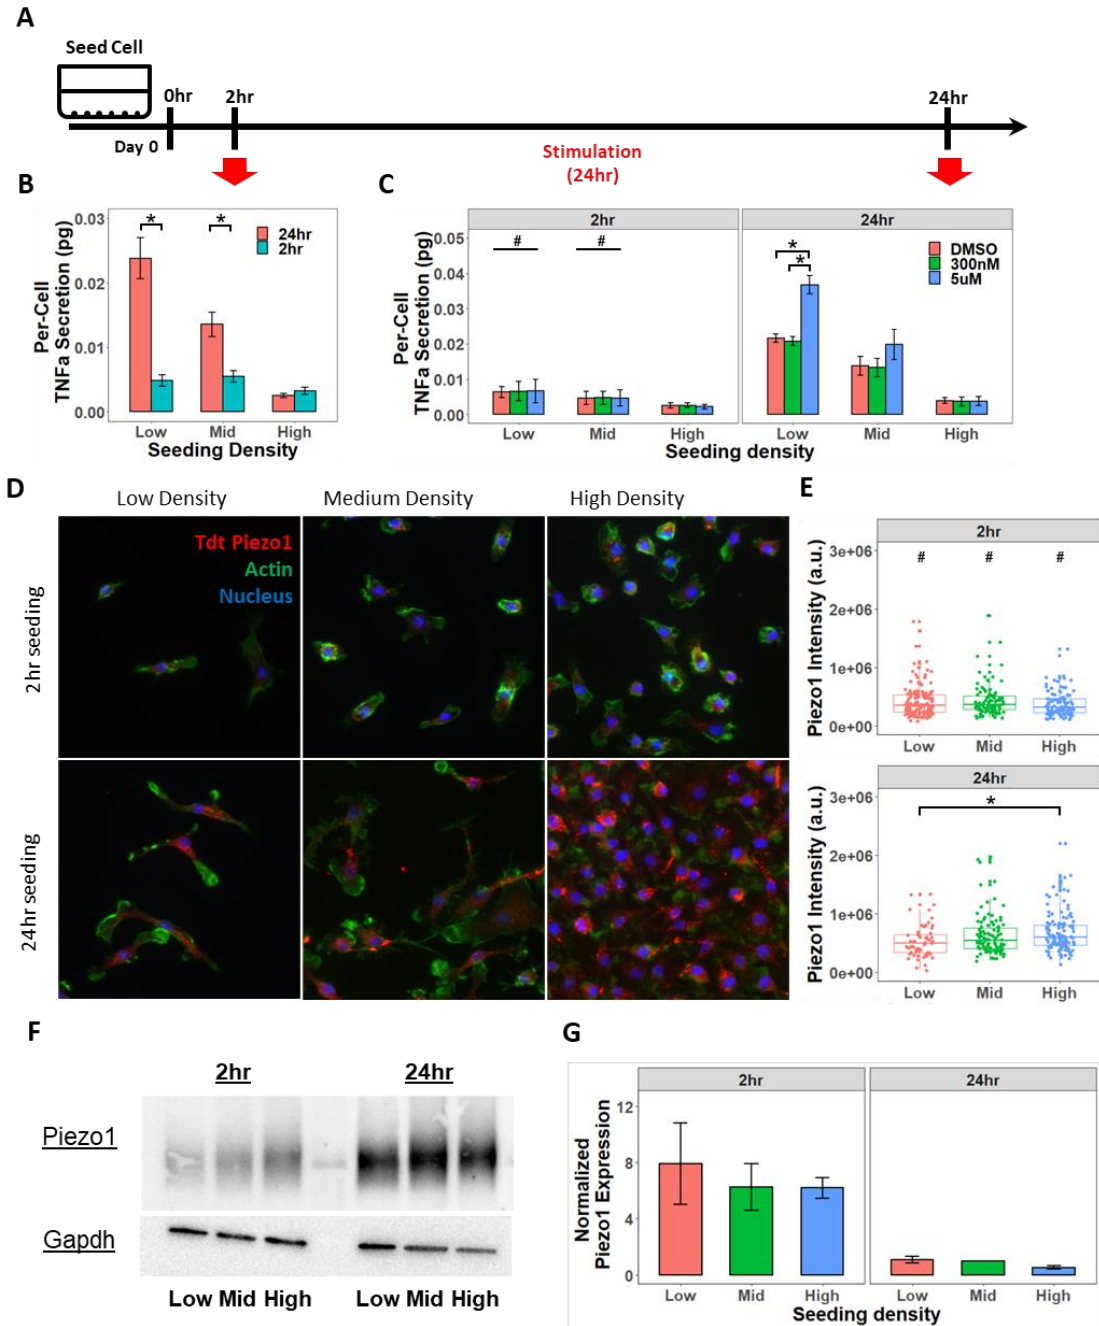 A
Seed Cell
0hr
2hr
24hr
Day 0
Stimulation
(24hr)
B
Per-Cell
TNFa Secretion (pg)
0.03
0.02
0.01
0.00
*
*
24hr
2hr
Low
Mid
High
Seeding Density
C
Per-Cell
TNFa Secretion (pg)
2hr
24hr
0.05
0.04
0.03
0.02
0.01
0.00
#
#
*
*
DMSO
300nM
5uM
Low
Mid
High
Low
Mid
High
Seeding density
D
Low Density
Medium Density
High Density
2hr seeding
24hr seeding
Tdt Piezo1
Actin
Nucleus
E
2hr
Piezo1 Intensity (a.u.)
3e+06
2e+06
1e+06
0e+00
#
#
#
Low
Mid
High
24hr
Piezo1 Intensity (a.u.)
3e+06
2e+06
1e+06
0e+00
*
Low
Mid
High
F
2hr
24hr
Piezo1
Gapdh
Low Mid High
Low Mid High
G
2hr
24hr
Normalized
Piezo1 Expression
12
8
4
0
Low
Mid
High
Low
Mid
High
Seeding density